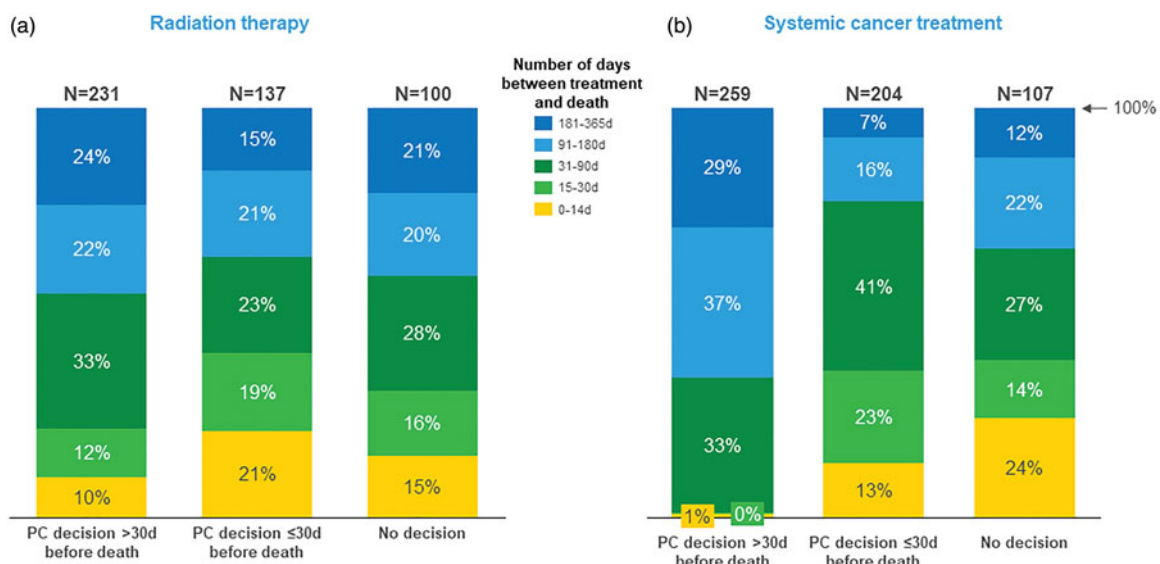 (a)
Radiation therapy
N=231
N=137
N=100
24%
22%
33%
12%
10%
15%
21%
23%
19%
21%
21%
20%
28%
16%
15%
PC decision >30d
before death
PC decision ≤30d
before death
No decision
Number of days
between treatment
and death
181-365d
91-180d
31-90d
15-30d
0-14d
(b)
Systemic cancer treatment
N=259
N=204
N=107
100%
29%
37%
33%
1%
0%
7%
16%
41%
23%
13%
12%
22%
27%
14%
24%
PC decision >30d
before death
PC decision ≤30d
before death
No decision